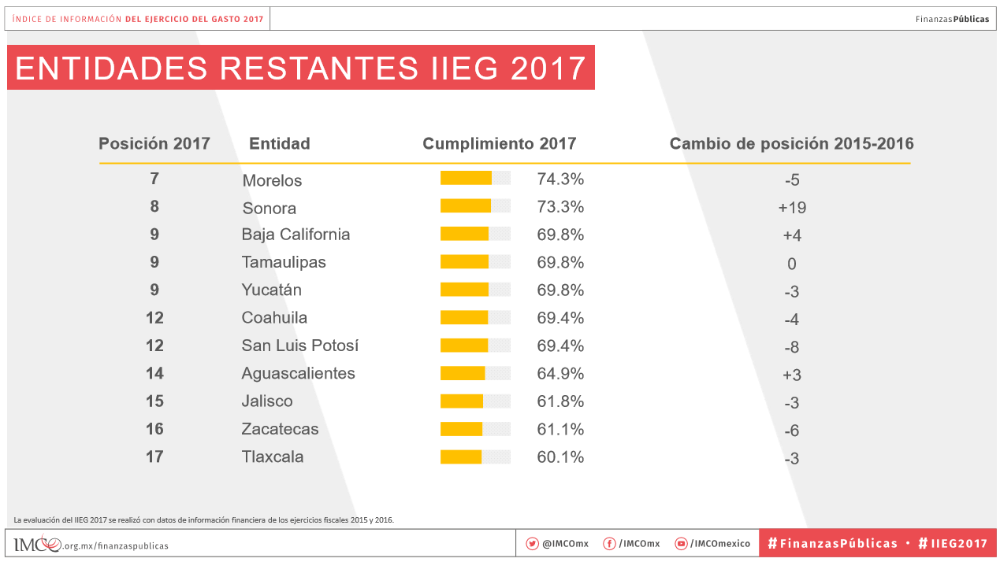 ÍNDICE DE INFORMACIÓN DEL EJERCICIO DEL GASTO 2017
FinanzasPúblicas
ENTIDADES RESTANTES IIEG 2017
Posición 2017 Entidad Cumplimiento 2017 Cambio de posición 2015-2016
7 Morelos 74.3% -5
8 Sonora 73.3% +19
9 Baja California 69.8% +4
9 Tamaulipas 69.8% 0
9 Yucatán 69.8% -3
12 Coahuila 69.4% -4
12 San Luis Potosí 69.4% -8
14 Aguascalientes 64.9% +3
15 Jalisco 61.8% -3
16 Zacatecas 61.1% -6
17 Tlaxcala 60.1% -3
La evaluación del IIEG 2017 se realizó con datos de información financiera de los ejercicios fiscales 2015 y 2016.
IMCO.org.mx/finanzaspublicas
@IMCOmx /IMCOmx /IMCOmexico
#FinanzasPúblicas • #IIEG2017